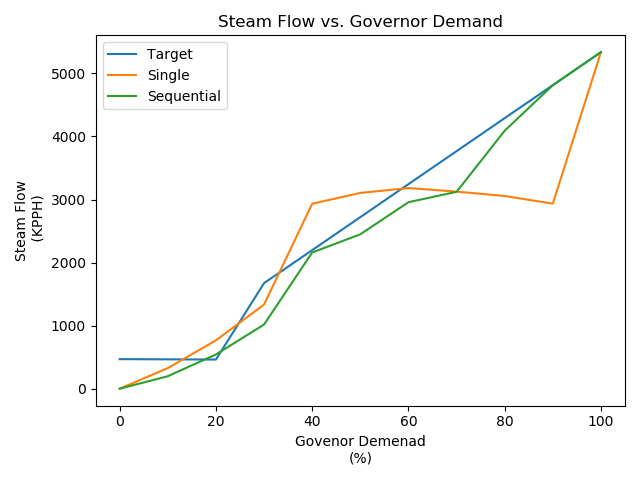 Steam Flow vs. Governor Demand
Target
Single
Sequential
Steam Flow
(KPPH)
5000
4000
3000
2000
1000
0
0 20 40 60 80 100
Govenor Demenad
(%)